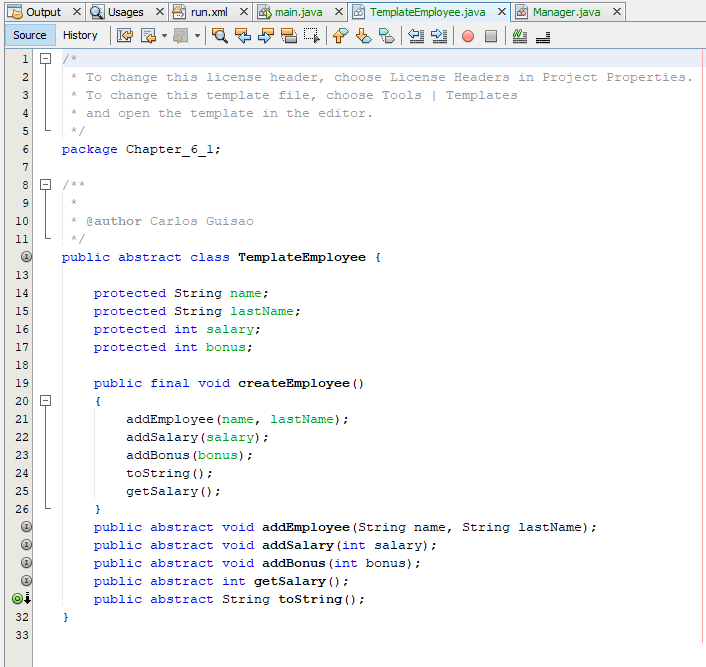 Output Usages run.xml main.java TemplateEmployee.java Manager.java
Source History
1 /*
2 * To change this license header, choose License Headers in Project Properties.
3 * To change this template file, choose Tools | Templates
4 * and open the template in the editor.
5 */
6 package Chapter_6_1;
7
8 /**
9 *
10 * @author Carlos Guisao
11 */
public abstract class TemplateEmployee {
13
14 protected String name;
15 protected String lastName;
16 protected int salary;
17 protected int bonus;
18
19 public final void createEmployee()
20 {
21 addEmployee(name, lastName);
22 addSalary(salary);
23 addBonus(bonus);
24 toString();
25 getSalary();
26 }
public abstract void addEmployee(String name, String lastName);
public abstract void addSalary(int salary);
public abstract void addBonus(int bonus);
public abstract int getSalary();
public abstract String toString();
32 }
33